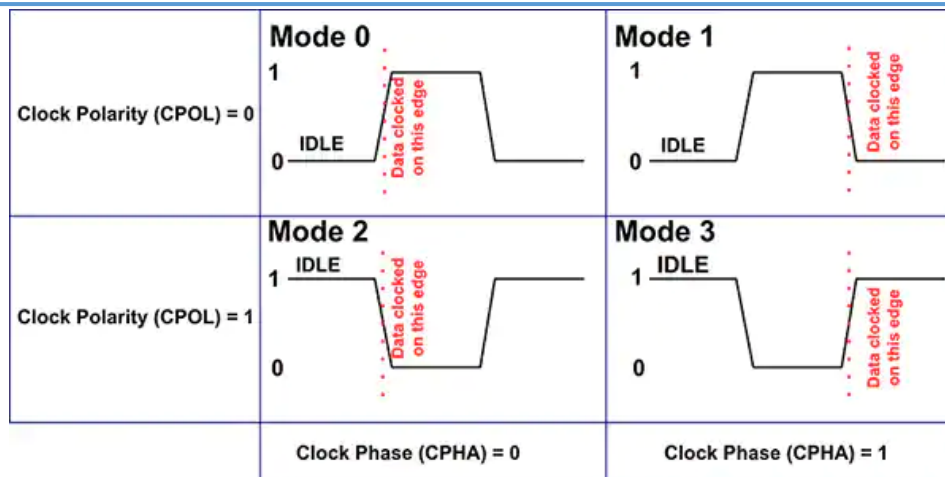 Mode 0
1
Data clocked
on this edge
Clock Polarity (CPOL) = 0
IDLE
0
Mode 1
1
Data clocked
on this edge
IDLE
0
Mode 2
IDLE
1
Data clocked
on this edge
Clock Polarity (CPOL) = 1
0
Mode 3
1 IDLE
Data clocked
on this edge
0
Clock Phase (CPHA) = 0
Clock Phase (CPHA) = 1